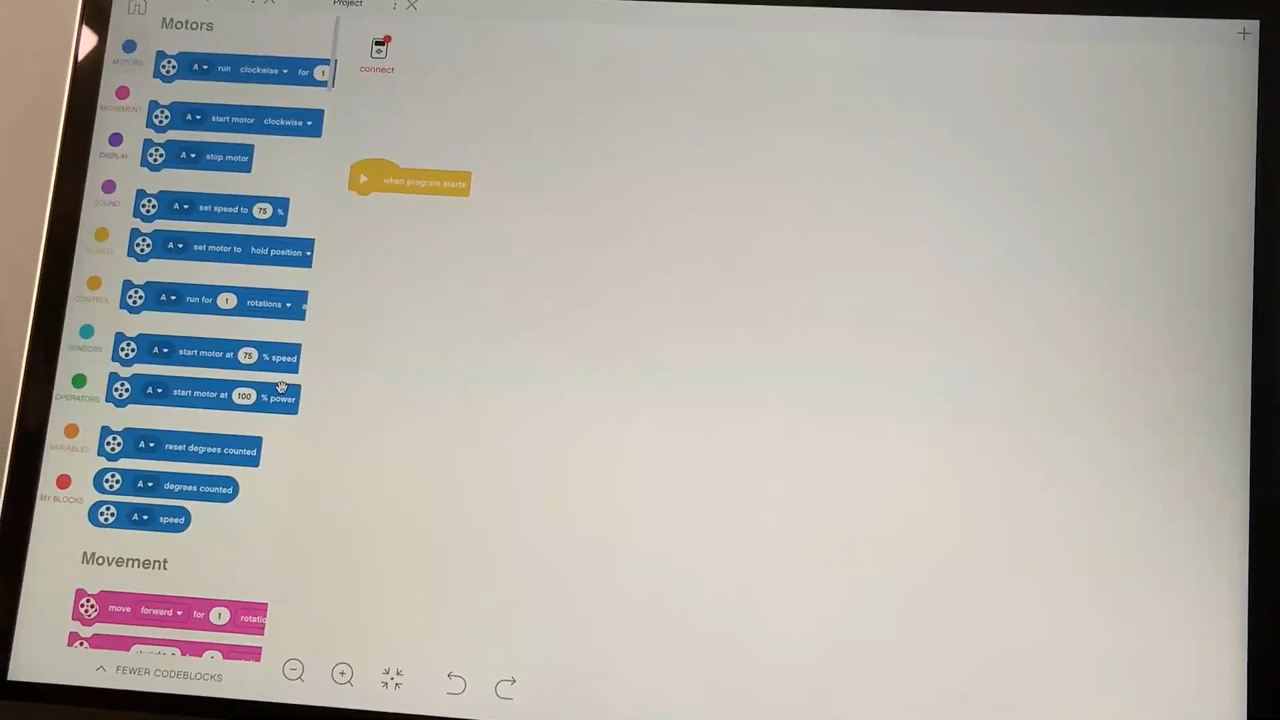 Project
Motors
connect
MOTORS
A run clockwise for 1
MOVEMENT
A start motor clockwise
DISPLAY
A stop motor
when program starts
SOUND
A set speed to 75 %
A set motor to hold position
CONTROL
A run for 1 rotations
SENSORS
A start motor at 75 % speed
OPERATORS
A start motor at 100 % power
VARIABLES
A reset degrees counted
MY BLOCKS
A degrees counted
A speed
Movement
move forward for 1
FEWER CODEBLOCKS